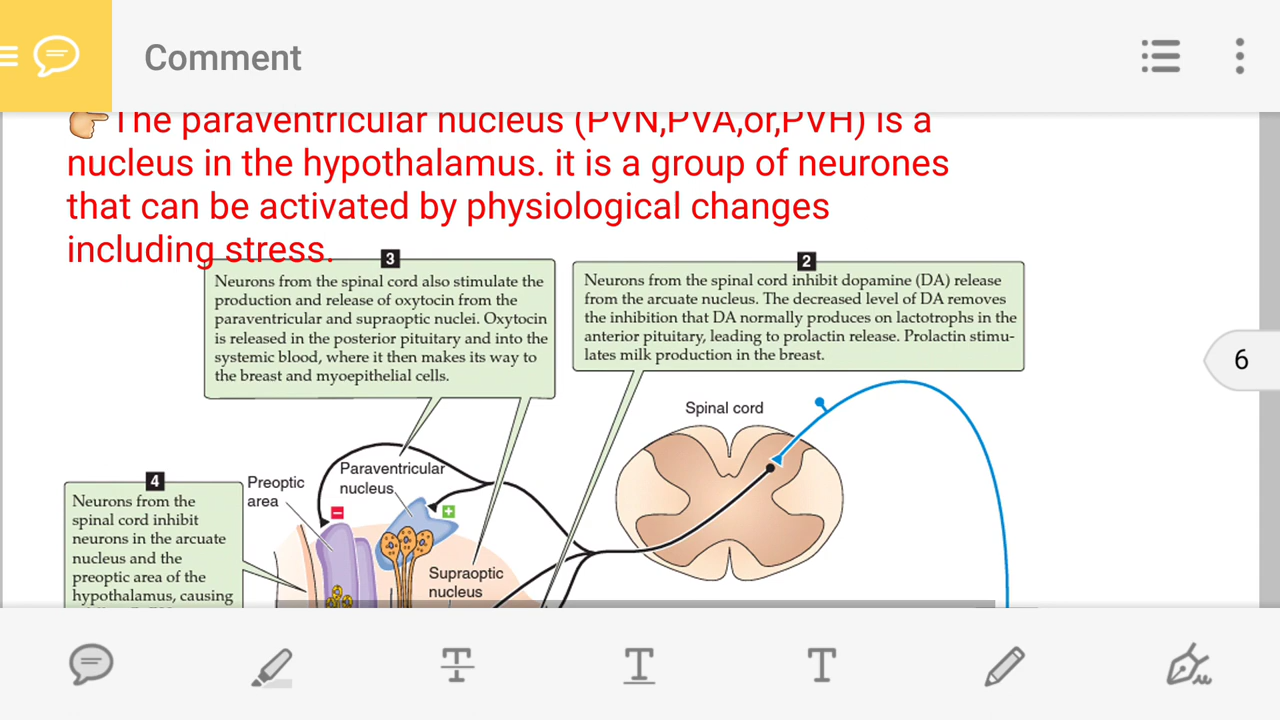 Comment
The paraventricular nucleus (PVN,PVA,or,PVH) is a
nucleus in the hypothalamus. it is a group of neurones
that can be activated by physiological changes
including stress.
3
Neurons from the spinal cord also stimulate the
production and release of oxytocin from the
paraventricular and supraoptic nuclei. Oxytocin
is released in the posterior pituitary and into the
systemic blood, where it then makes its way to
the breast and myoepithelial cells.
2
Neurons from the spinal cord inhibit dopamine (DA) release
from the arcuate nucleus. The decreased level of DA removes
the inhibition that DA normally produces on lactotrophs in the
anterior pituitary, leading to prolactin release. Prolactin stimu-
lates milk production in the breast.
6
Spinal cord
4
Neurons from the
spinal cord inhibit
neurons in the arcuate
nucleus and the
preoptic area of the
hypothalamus, causing
Preoptic
area
Paraventricular
nucleus
Supraoptic
nucleus